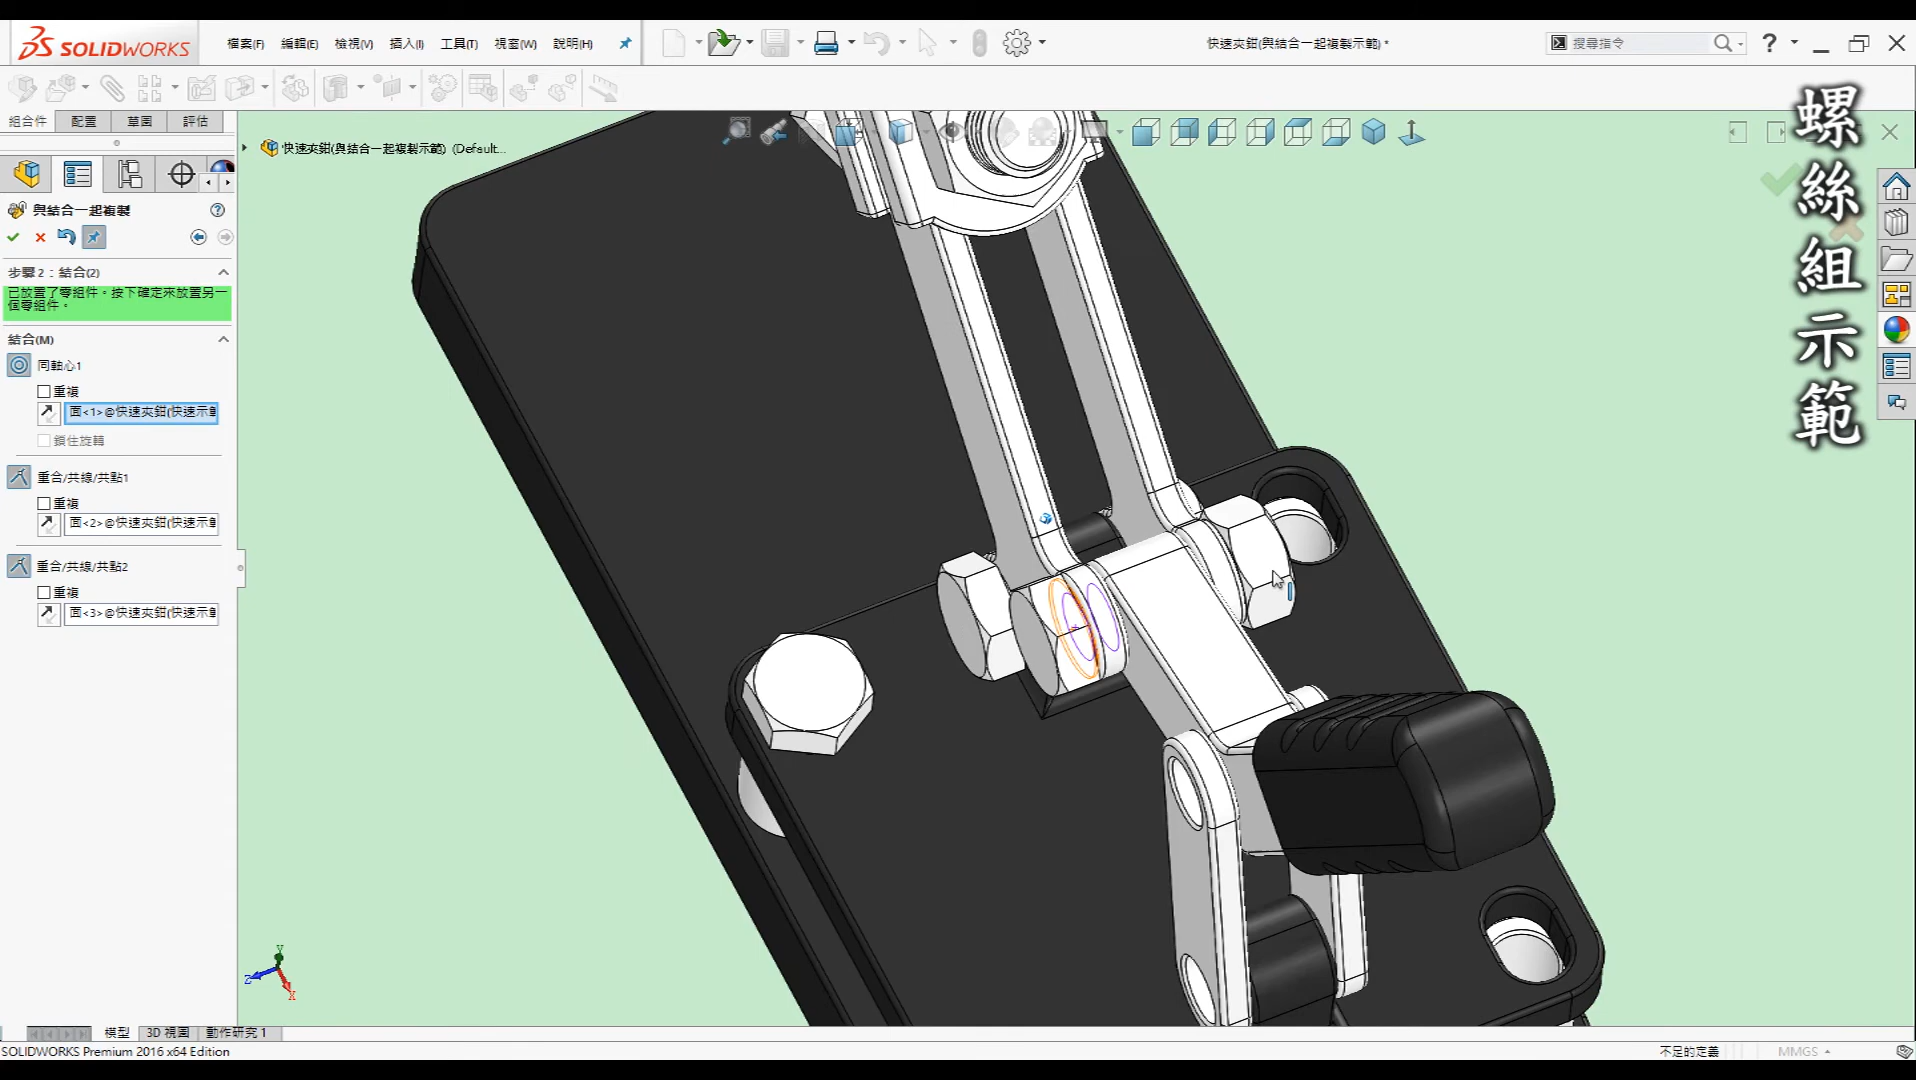 SOLIDWORKS
檔案(F)
編輯(E)
檢視(V)
插入(I)
工具(T)
視窗(W)
說明(H)
快速夾鉗(與結合一起複製示範) *
搜尋指令
組合件
配置
草圖
評估
快速夾鉗(與結合一起複製示範) (Default...
與結合一起複製
步驟 2：結合(2)
已放置了零組件。按下確定來放置另一
個零組件。
結合(M)
同軸心1
重複
面<1>@快速夾鉗(快速示範
鎖住旋轉
重合/共線/共點1
重複
面<2>@快速夾鉗(快速示範
重合/共線/共點2
重複
面<3>@快速夾鉗(快速示範
螺絲組示範
Y
Z
X
模型
3D 視圖
動作研究 1
SOLIDWORKS Premium 2016 x64 Edition
不足的定義
MMGS